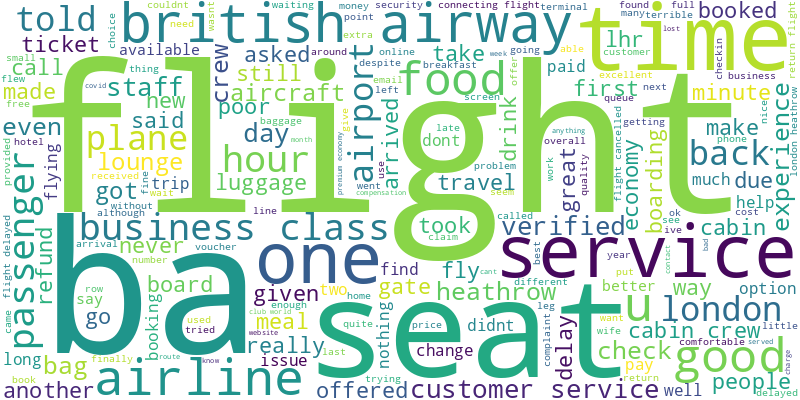 told
british airway
time
booked
ticket
call
available
asked
crew
still
airport
food
take
lhr
first
paid
made
staff
new
aircraft
poor
minute
even
said
plane
day
arrived
drink
dont
make
flight
flying
lounge
hour
back
due
got
trip
luggage
travel
great
economy
boarding
experience
much
help
passenger
refund
business class
one
took
verified
cabin
never
service
ba
find
gate
fly
heathrow
u
london
way
option
board
given
say
go
booking
meal
two
didnt
better
cabin crew
really
nothing
seat
delay
check
good
long
bag
issue
change
pay
people
another
airline
offered
customer service
well
couldnt
waiting
money
point
security
around
extra
online
despite
breakfast
email
left
screen
connecting flight
terminal
found
many
terrible
customer
full
lost
checkin
business
able
going
offer
excellent
next
queue
getting
flight cancelled
phone
nice
return flight
london heathrow
choice
need
wasnt
small
flew
free
thing
covid
hotel
provided
received
without
although
fine
wait
baggage
month
give
premium economy
use
went
compensation
late
problem
seem
anything
work
overall
quality
called
claim
line
voucher
arrival
number
row
came
flight delayed
used
tried
home
enough
club world
website
finally
route
book
know
quite
last
price
trying
cant
leg
complaint
different
best
year
ok
see
ive
cost
bad
put
contact
want
wife
comfortable
served
little
return
charge
delayed
week